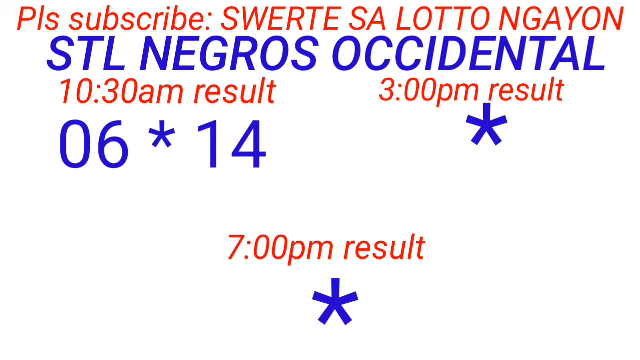 Pls subscribe: SWERTE SA LOTTO NGAYON
STL NEGROS OCCIDENTAL
10:30am result
3:00pm result
06 * 14
*
7:00pm result
*